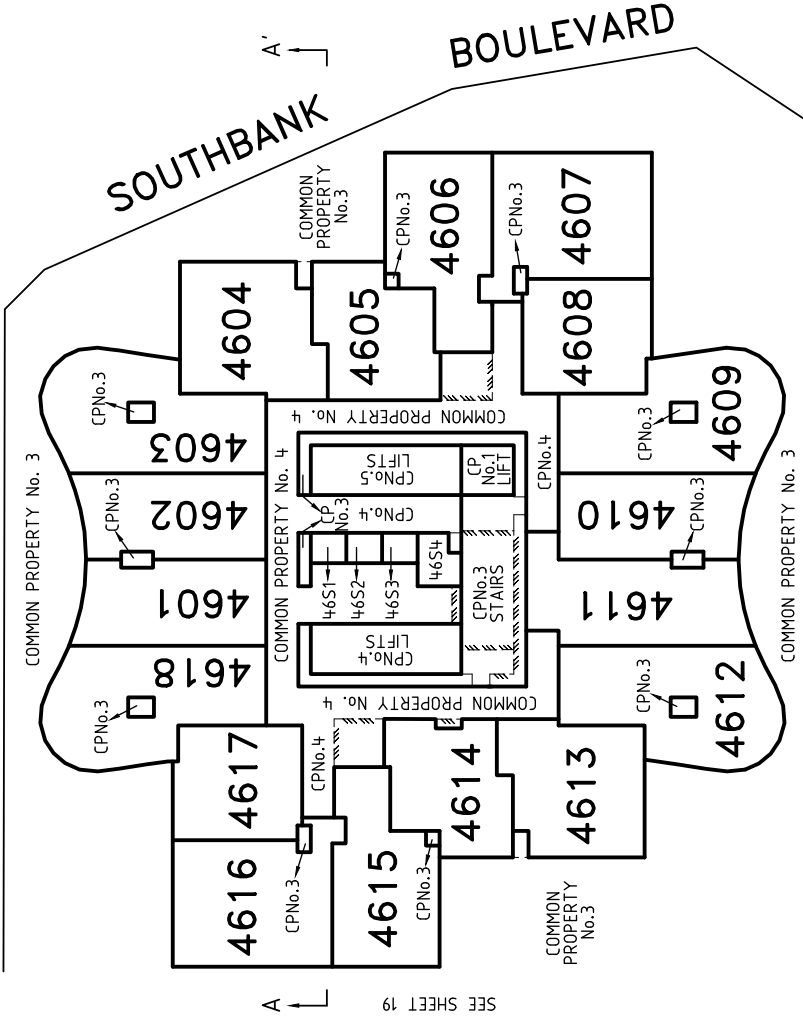 A'
BOULEVARD
SOUTHBANK
COMMON
PROPERTY
No.3
4606
CPNo.3
4607
CPNo.3
4604
4605
4608
4603
CPNo.3
COMMON PROPERTY No. 4
4609
CPNo.3
COMMON PROPERTY No. 3
4602
CPNo.3
COMMON PROPERTY No. 4
CPNo.5
LIFTS
CP
No.1
LIFT
CPNo.4
CP
No.3
CPNo.4
4610
CPNo.3
4601
46S1
46S2
46S3
46S4
CPNo.3
STAIRS
4611
COMMON PROPERTY No. 3
4618
CPNo.3
CPNo.4
LIFTS
COMMON PROPERTY No. 4
4612
CPNo.3
4617
CPNo.4
4614
4613
4616
CPNo.3
4615
CPNo.3
COMMON
PROPERTY
No.3
A
SEE SHEET 19